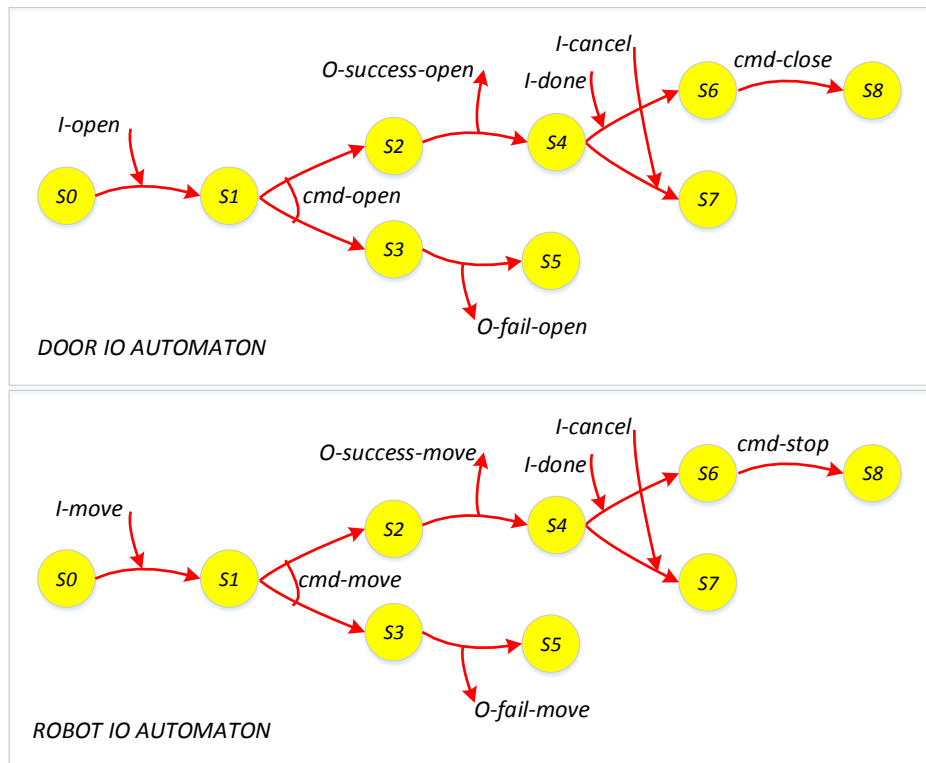 I-cancel
O-success-open
cmd-close
I-done
S6
S8
I-open
S2
S4
S0
S1
cmd-open
S7
S3
S5
O-fail-open
DOOR IO AUTOMATON
I-cancel
O-success-move
cmd-stop
I-done
S6
S8
I-move
S2
S4
S0
S1
cmd-move
S7
S3
S5
O-fail-move
ROBOT IO AUTOMATON